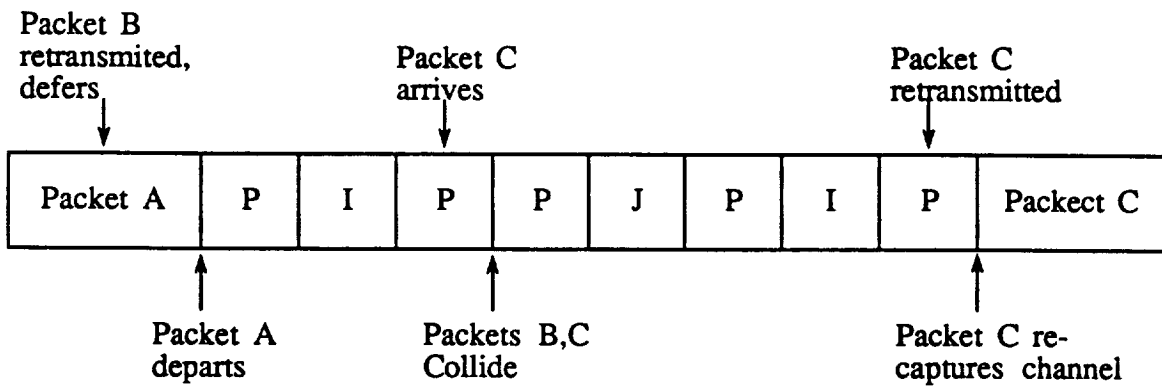 Packet B
retransmited,
defers
Packet C
arrives
Packet C
retransmitted
Packet A
P
I
P
P
J
P
I
P
Packect C
Packet A
departs
Packets B,C
Collide
Packet C re-
captures channel